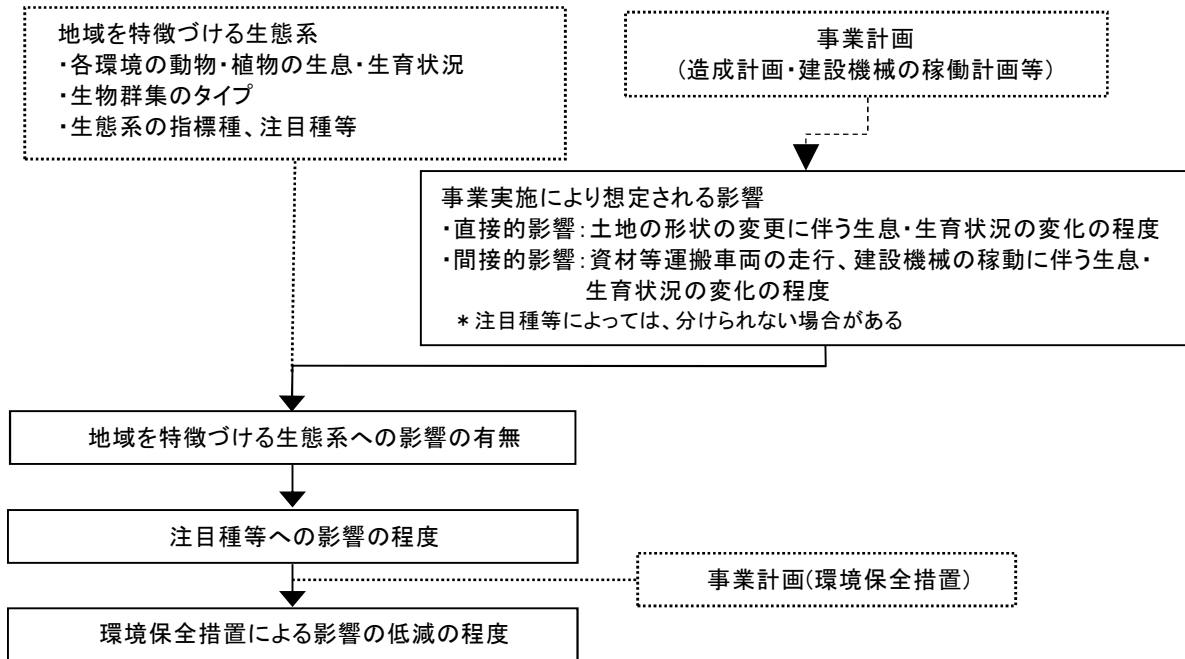 地域を特徴づける生態系
・各環境の動物・植物の生息・生育状況
・生物群集のタイプ
・生態系の指標種、注目種等
事業計画
(造成計画・建設機械の稼働計画等)
事業実施により想定される影響
・直接的影響:土地の形状の変更に伴う生息・生育状況の変化の程度
・間接的影響:資材等運搬車両の走行、建設機械の稼動に伴う生息・
生育状況の変化の程度
*注目種等によっては、分けられない場合がある
地域を特徴づける生態系への影響の有無
注目種等への影響の程度
事業計画(環境保全措置)
環境保全措置による影響の低減の程度